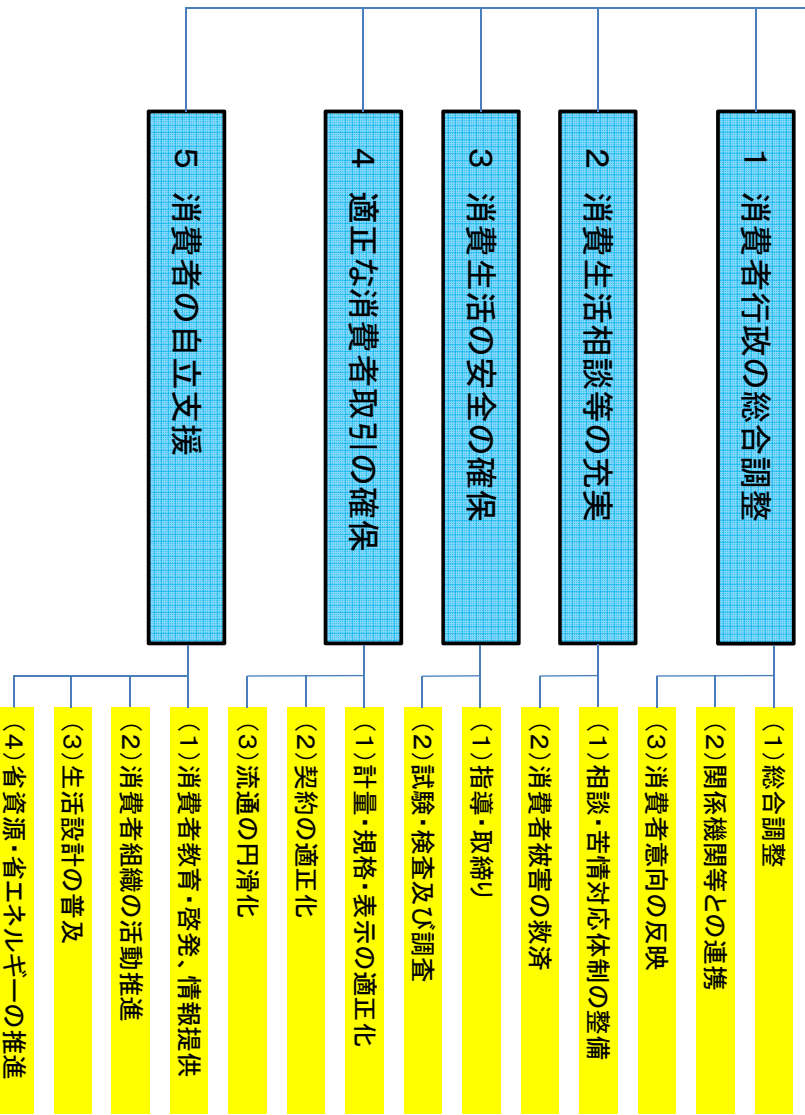 1 消費者行政の総合調整
(1)総合調整
(2)関係機関等との連携
(3)消費者意向の反映
2 消費生活相談等の充実
(1)相談・苦情対応体制の整備
(2)消費者被害の救済
3 消費生活の安全の確保
(1)指導・取締り
(2)試験・検査及び調査
4 適正な消費者取引の確保
(1)計量・規格・表示の適正化
(2)契約の適正化
(3)流通の円滑化
5 消費者の自立支援
(1)消費者教育・啓発、情報提供
(2)消費者組織の活動推進
(3)生活設計の普及
(4)省資源・省エネルギーの推進